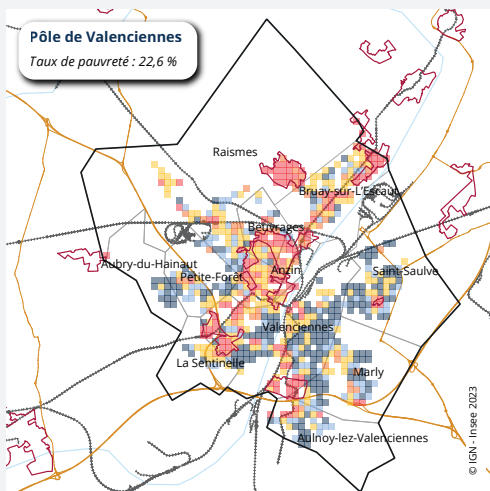 Pôle de Valenciennes
Taux de pauvreté : 22,6 %
Raismes
Bruay-sur-L'Escaut
Beuvrages
Aubry-du-Hainaut
Anzin
Saint-Saulve
Petite-Forêt
Valenciennes
La Sentinelle
Marly
Aulnoy-lez-Valenciennes
© IGN - Insee 2023